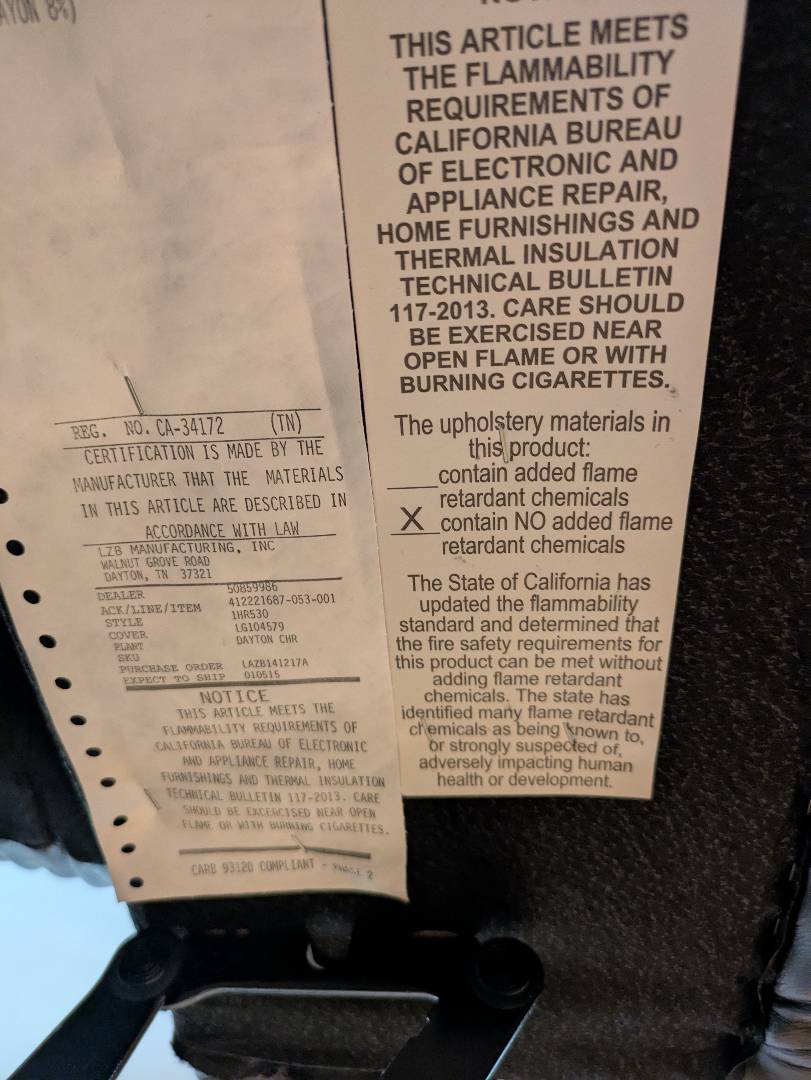 AYON 8%)
REG. NO. CA-34172 (TN)
CERTIFICATION IS MADE BY THE
MANUFACTURER THAT THE MATERIALS
IN THIS ARTICLE ARE DESCRIBED IN
ACCORDANCE WITH LAW
LZB MANUFACTURING, INC
WALNUT GROVE ROAD
DAYTON, TN 37321
DEALER 50859986
ACK/LINE/ITEM 412221687-053-001
STYLE 1HR530
COVER LG104579
PLANT DAYTON CHR
SKU
PURCHASE ORDER LAZB141217A
EXPECT TO SHIP 010515
NOTICE
THIS ARTICLE MEETS THE
FLAMMABILITY REQUIREMENTS OF
CALIFORNIA BUREAU OF ELECTRONIC
AND APPLIANCE REPAIR, HOME
FURNISHINGS AND THERMAL INSULATION
TECHNICAL BULLETIN 117-2013. CARE
SHOULD BE EXCERCISED NEAR OPEN
FLAME OR WITH BURNING CIGARETTES.
CARB 93120 COMPLIANT - PHASE 2
THIS ARTICLE MEETS
THE FLAMMABILITY
REQUIREMENTS OF
CALIFORNIA BUREAU
OF ELECTRONIC AND
APPLIANCE REPAIR,
HOME FURNISHINGS AND
THERMAL INSULATION
TECHNICAL BULLETIN
117-2013. CARE SHOULD
BE EXERCISED NEAR
OPEN FLAME OR WITH
BURNING CIGARETTES.
The upholstery materials in
this product:
____contain added flame
retardant chemicals
X contain NO added flame
retardant chemicals
The State of California has
updated the flammability
standard and determined that
the fire safety requirements for
this product can be met without
adding flame retardant
chemicals. The state has
identified many flame retardant
chemicals as being known to,
or strongly suspected of,
adversely impacting human
health or development.